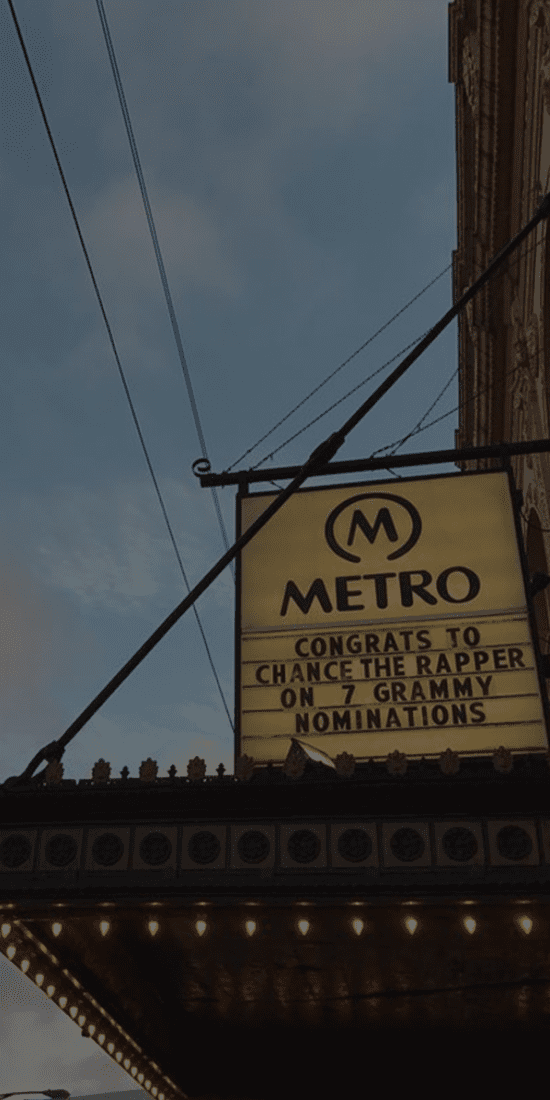 M
METRO
CONGRATS TO
CHANCE THE RAPPER
ON 7 GRAMMY
NOMINATIONS